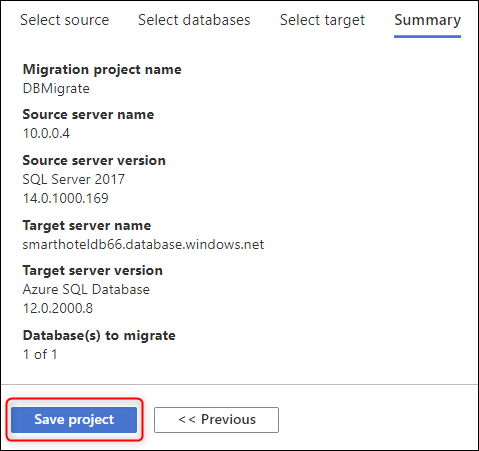 Select source Select databases Select target Summary
Migration project name
DBMigrate
Source server name
10.0.0.4
Source server version
SQL Server 2017
14.0.1000.169
Target server name
smarthoteldb66.database.windows.net
Target server version
Azure SQL Database
12.0.2000.8
Database(s) to migrate
1 of 1
Save project << Previous